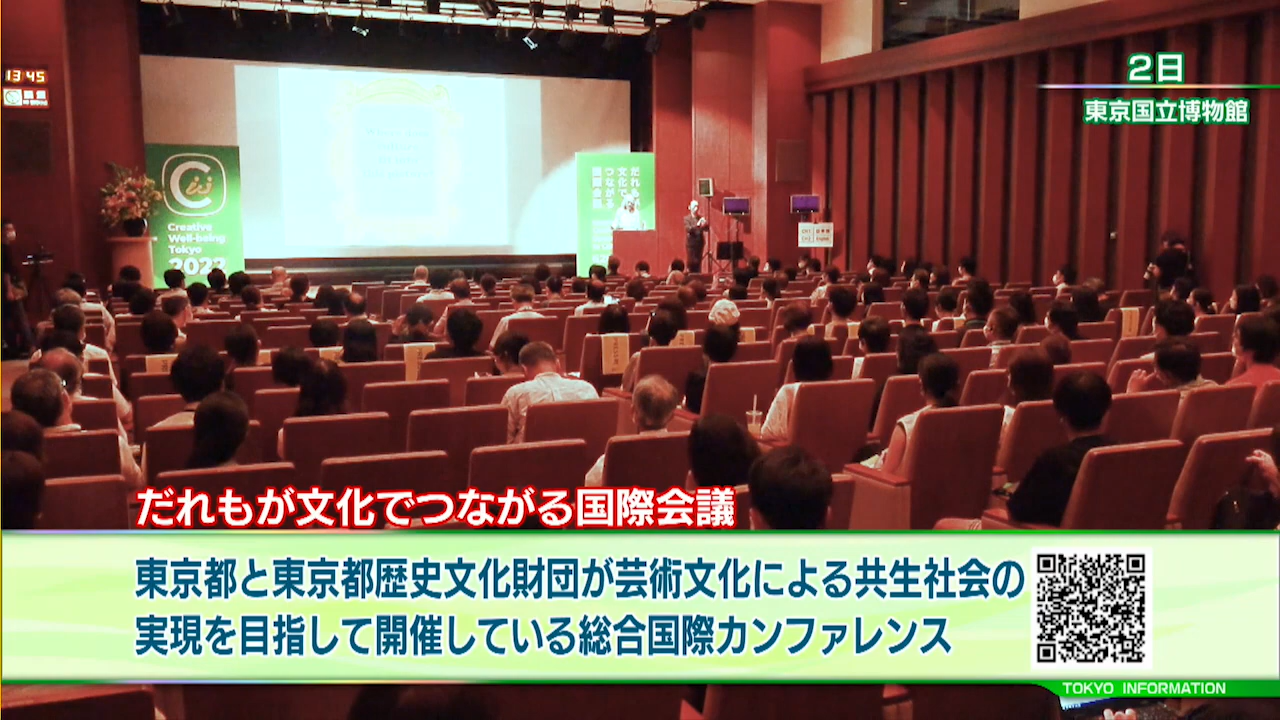 13:45
2日
東京国立博物館
Creative
Well-being
Tokyo
2022
だれもが
文化で
つながる
国際会議
だれもが文化でつながる国際会議
東京都と東京都歴史文化財団が芸術文化による共生社会の
実現を目指して開催している総合国際カンファレンス
TOKYO INFORMATION